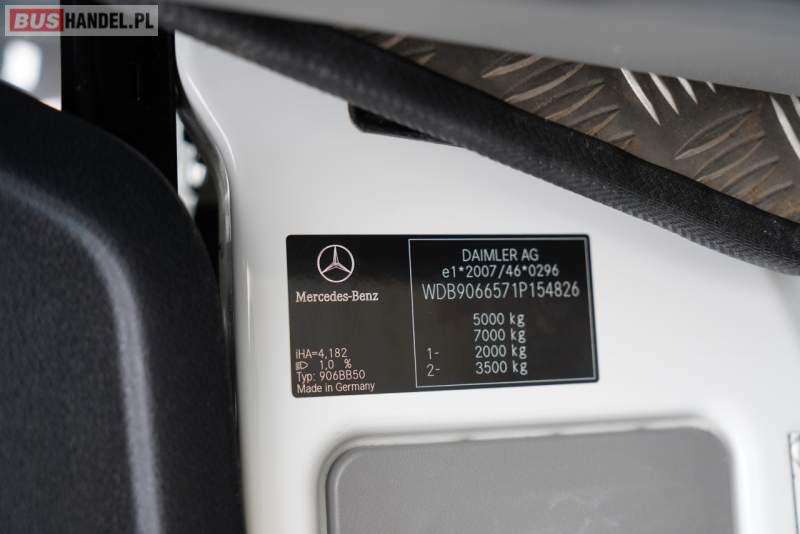 BUSHANDEL.PL
Mercedes-Benz
iHA=4,182
1,0 %
Typ: 906BB50
Made in Germany
DAIMLER AG
e1*2007/46*0296
WDB9066571P154826
5000 kg
7000 kg
1- 2000 kg
2- 3500 kg